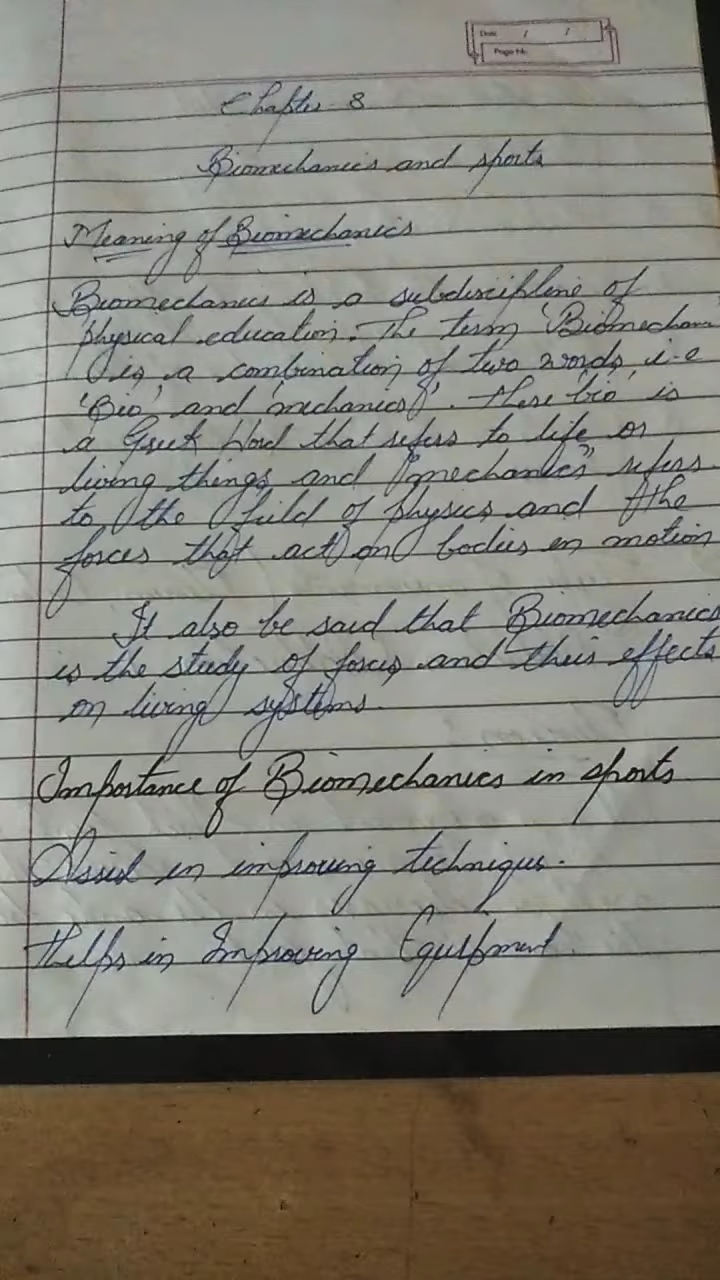 Date / /
Page No.
Chapter 8
Biomechanics and sports
Meaning of Biomechanics
Biomechanics is a subdiscipline of
physical education. The term 'Biomechan
is a combination of two words, i.e
'Bio' and 'mechanics'. Here 'bio' is
a Greek Word that refers to life or
living things and "mechanics" refers
to the field of physics and the
forces that act on bodies in motion
It also be said that Biomechanics
is the study of forces and their effects
on living systems.
Importance of Biomechanics in sports
Assist in improving technique.
Helps in Improving Equipment.